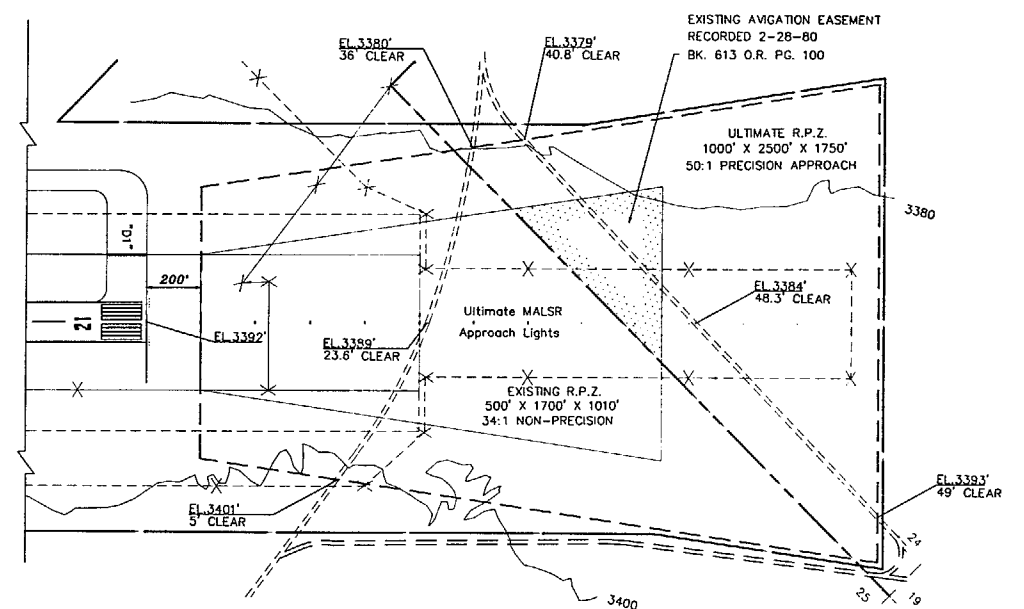 EXISTING AVIGATION EASEMENT
RECORDED 2-28-80
BK. 613 O.R. PG. 100
EL.3380'
36' CLEAR
EL.3379'
40.8' CLEAR
ULTIMATE R.P.Z.
1000' X 2500' X 1750'
50:1 PRECISION APPROACH
3380
"D1"
200'
21
EL.3392'
EL.3384'
48.3' CLEAR
Ultimate MALSR
Approach Lights
EL.3389'
23.6' CLEAR
EXISTING R.P.Z.
500' X 1700' X 1010'
34:1 NON-PRECISION
EL.3393'
49' CLEAR
EL.3401'
5' CLEAR
24
25
19
3400